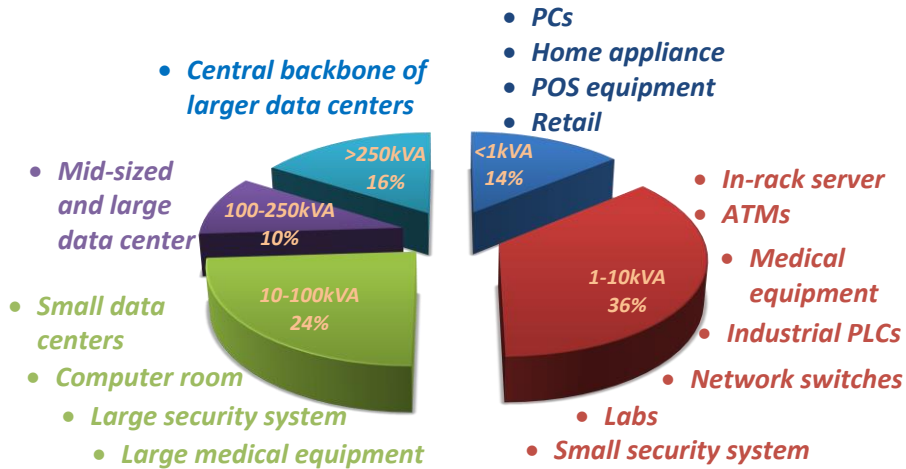 • PCs
• Home appliance
• POS equipment
• Retail
• Central backbone of
larger data centers
>250kVA
16%
<1kVA
14%
• Mid-sized
and large
data center
100-250kVA
10%
• In-rack server
• ATMs
• Medical
equipment
• Industrial PLCs
• Network switches
• Labs
• Small security system
1-10kVA
36%
10-100kVA
24%
• Small data
centers
• Computer room
• Large security system
• Large medical equipment